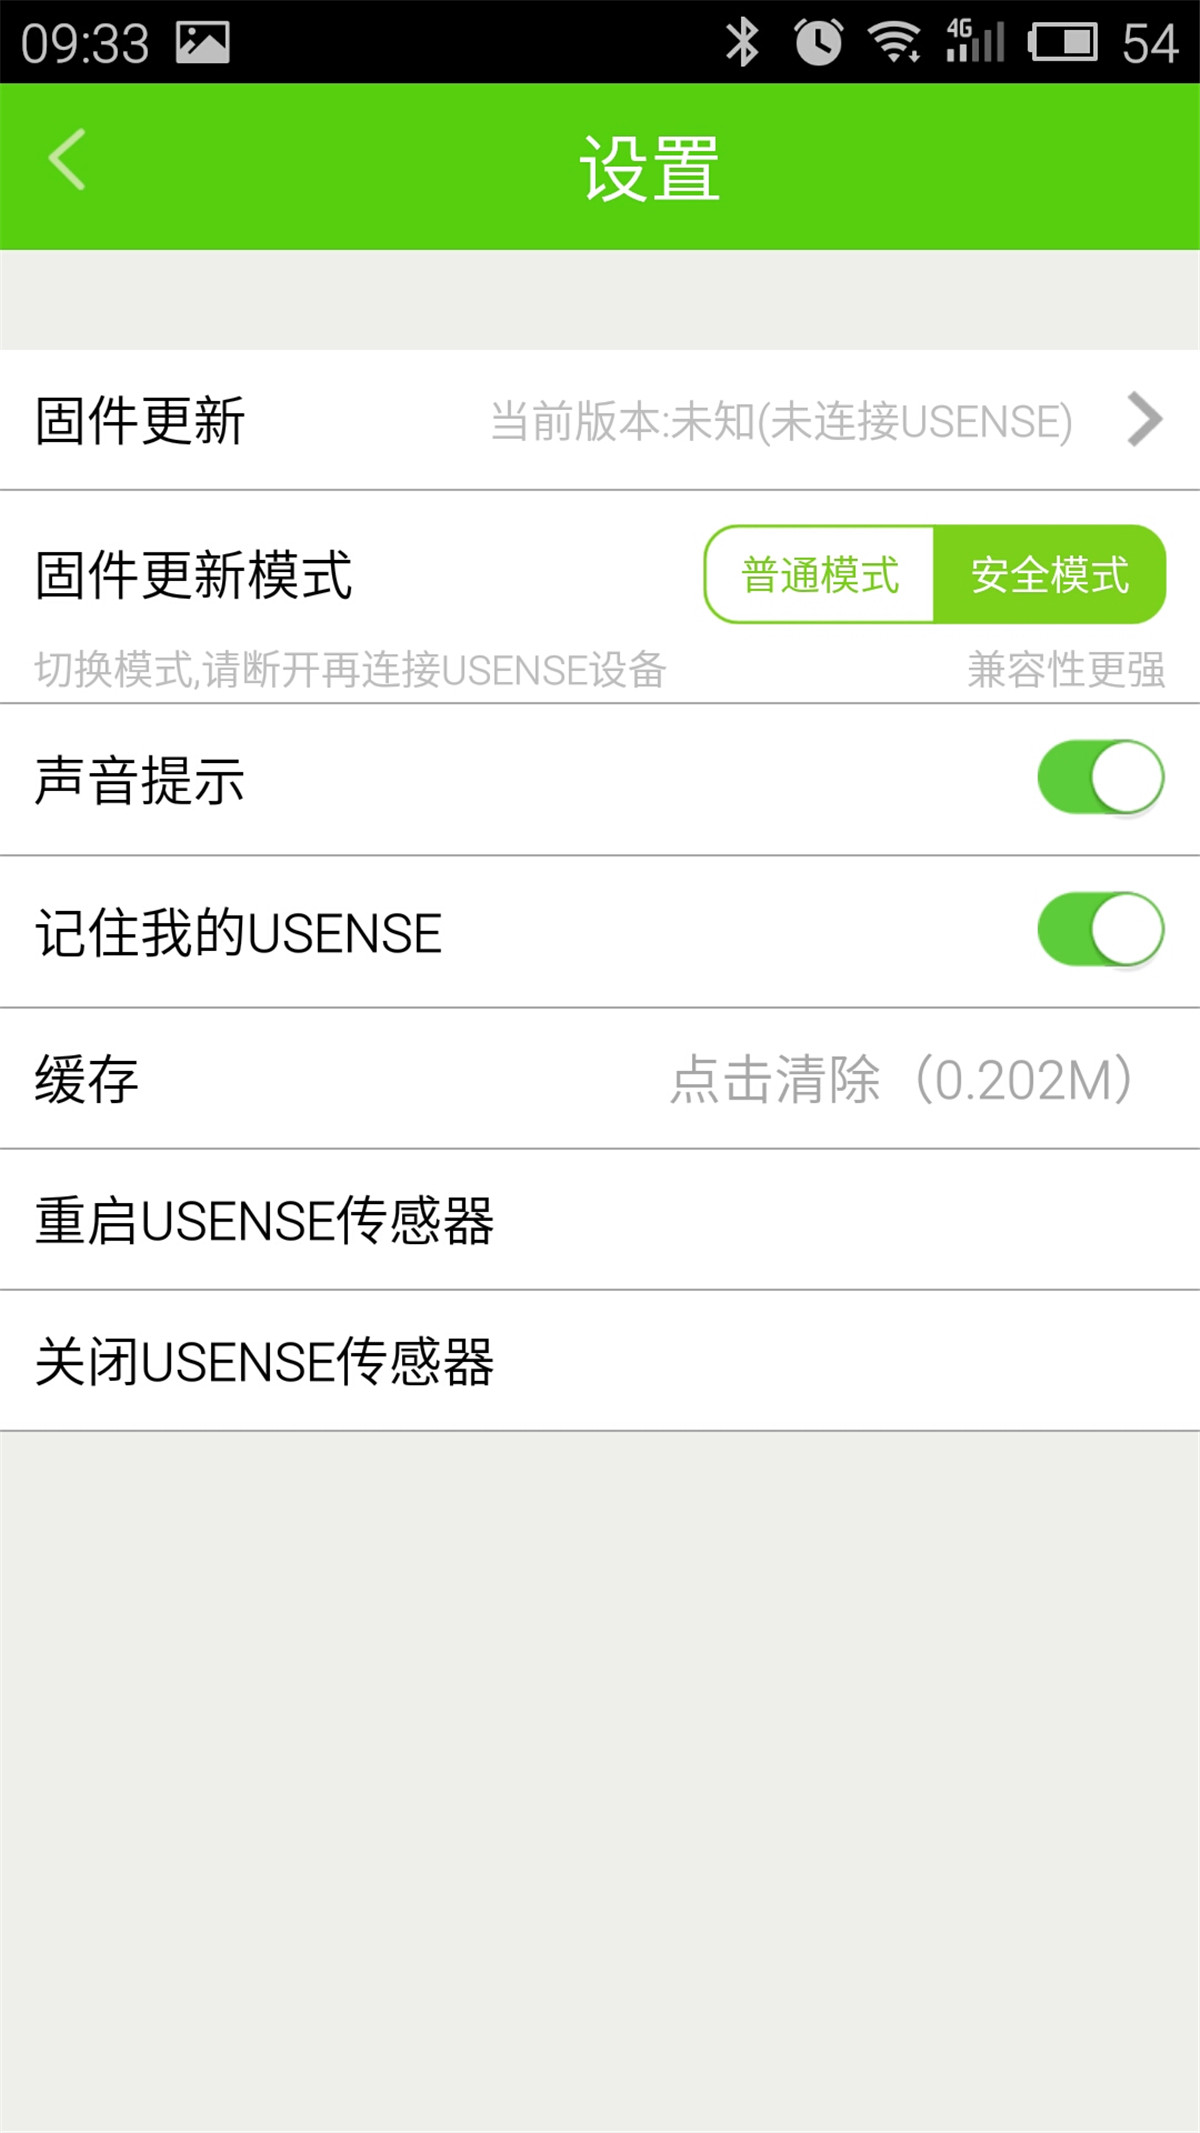 09:33
4G
54
设置
固件更新
当前版本:未知(未连接USENSE)
固件更新模式
普通模式
安全模式
切换模式,请断开再连接USENSE设备
兼容性更强
声音提示
记住我的USENSE
缓存
点击清除（0.202M）
重启USENSE传感器
关闭USENSE传感器